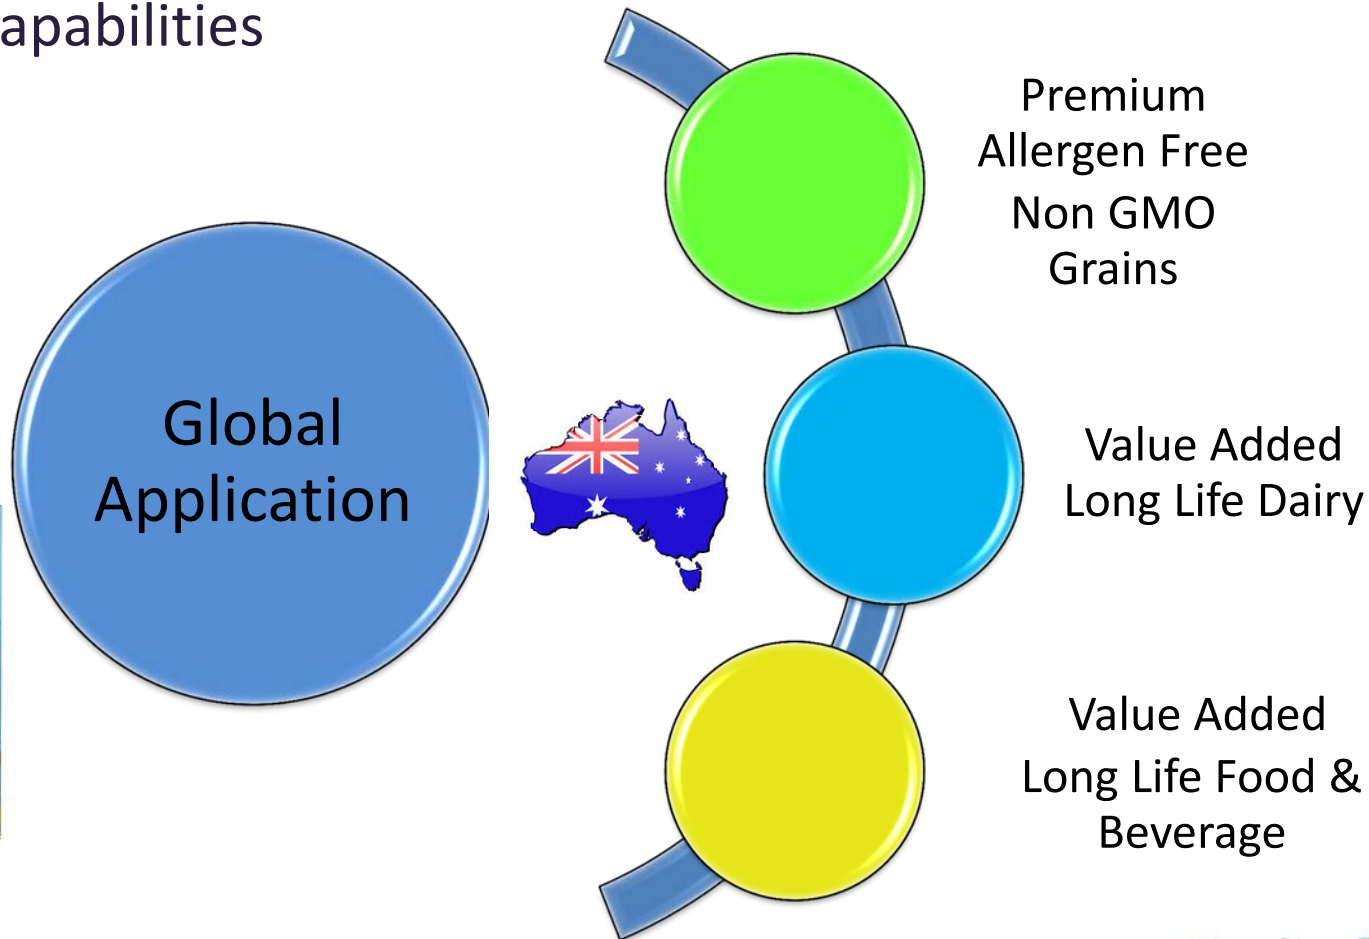 apabilities
Global
Application
Premium
Allergen Free
Non GMO
Grains
Value Added
Long Life Dairy
Value Added
Long Life Food &
Beverage